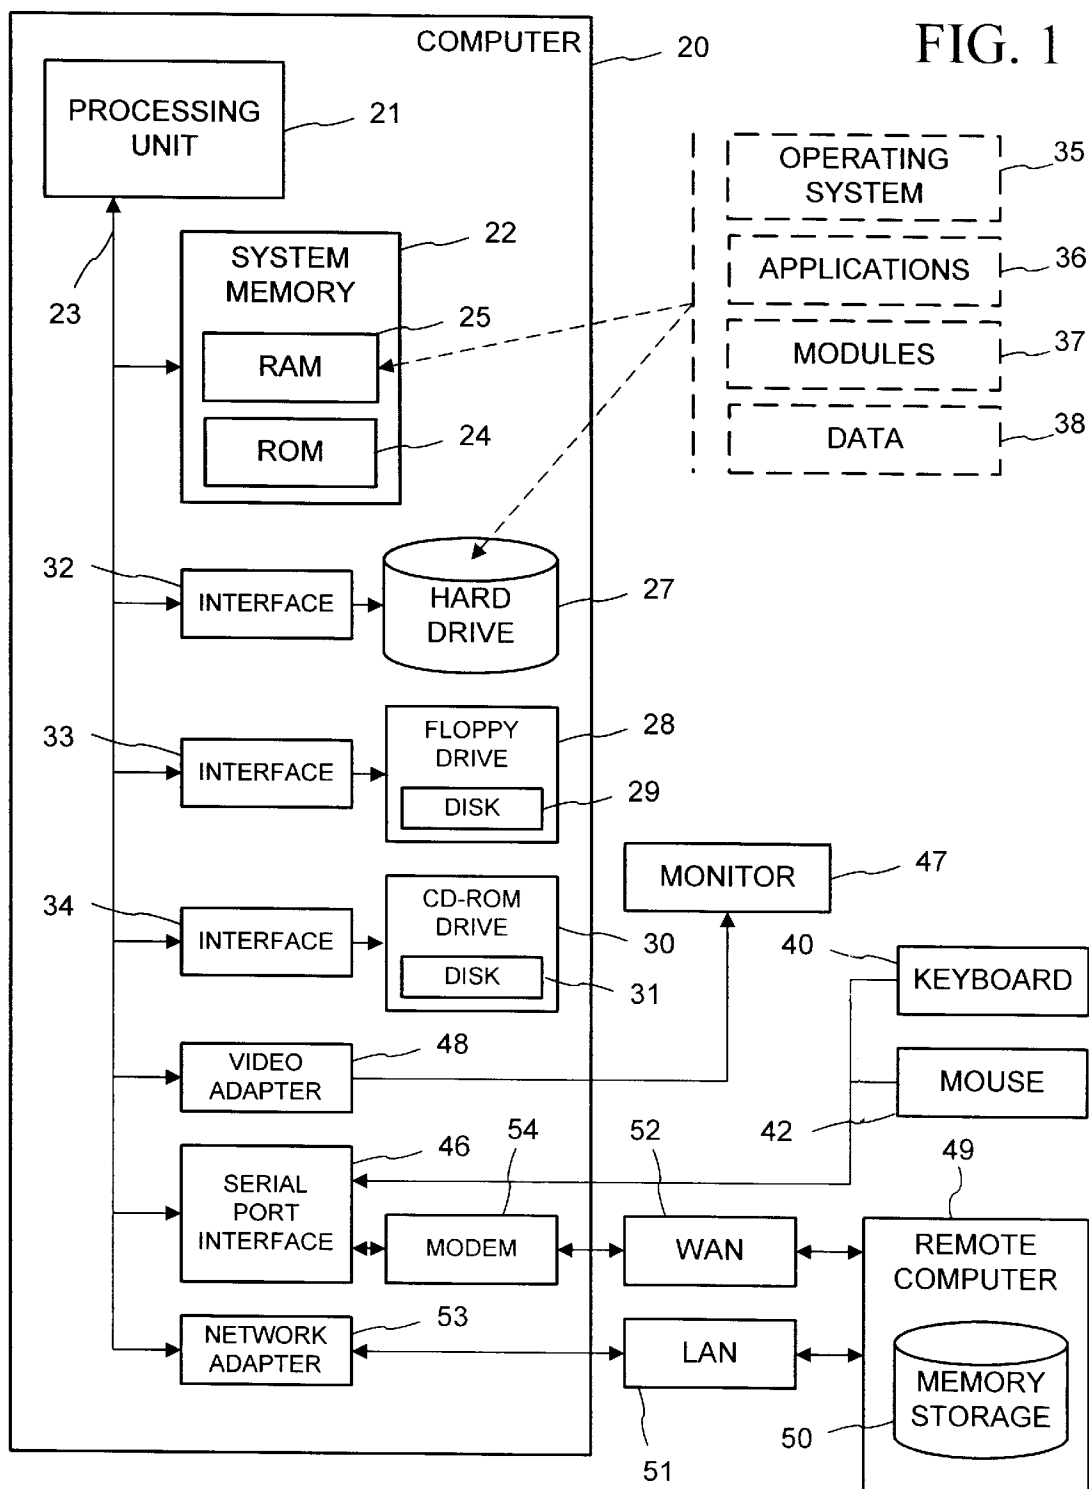 COMPUTER
20
FIG. 1
PROCESSING
UNIT
21
35
OPERATING
SYSTEM
23
22
SYSTEM
MEMORY
36
APPLICATIONS
25
RAM
37
MODULES
24
ROM
38
DATA
32
INTERFACE
HARD
DRIVE
27
33
INTERFACE
FLOPPY
DRIVE
28
DISK
29
MONITOR
47
34
INTERFACE
CD-ROM
DRIVE
30
DISK
31
40
KEYBOARD
VIDEO
ADAPTER
48
MOUSE
42
46
SERIAL
PORT
INTERFACE
54
MODEM
52
WAN
49
REMOTE
COMPUTER
NETWORK
ADAPTER
53
LAN
51
MEMORY
STORAGE
50